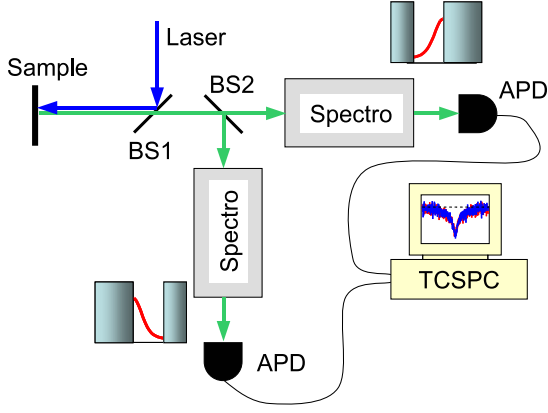 Laser
Sample
BS2
APD
Spectro
BS1
Spectro
TCSPC
APD